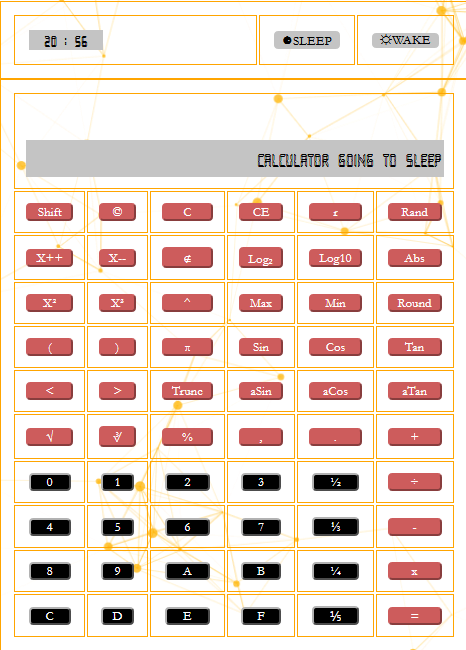 20 : 56 SLEEP WAKE
CALCULATOR GOING TO SLEEP
Shift © C CE ɛ Rand
X++ X-- ₡ Log₂ Log10 Abs
X² X³ ^ Max Min Round
( ) π Sin Cos Tan
< > Trunc aSin aCos aTan
√ ∛ % , . +
0 1 2 3 ½ ÷
4 5 6 7 ⅓ -
8 9 A B ¼ x
C D E F ⅕ =